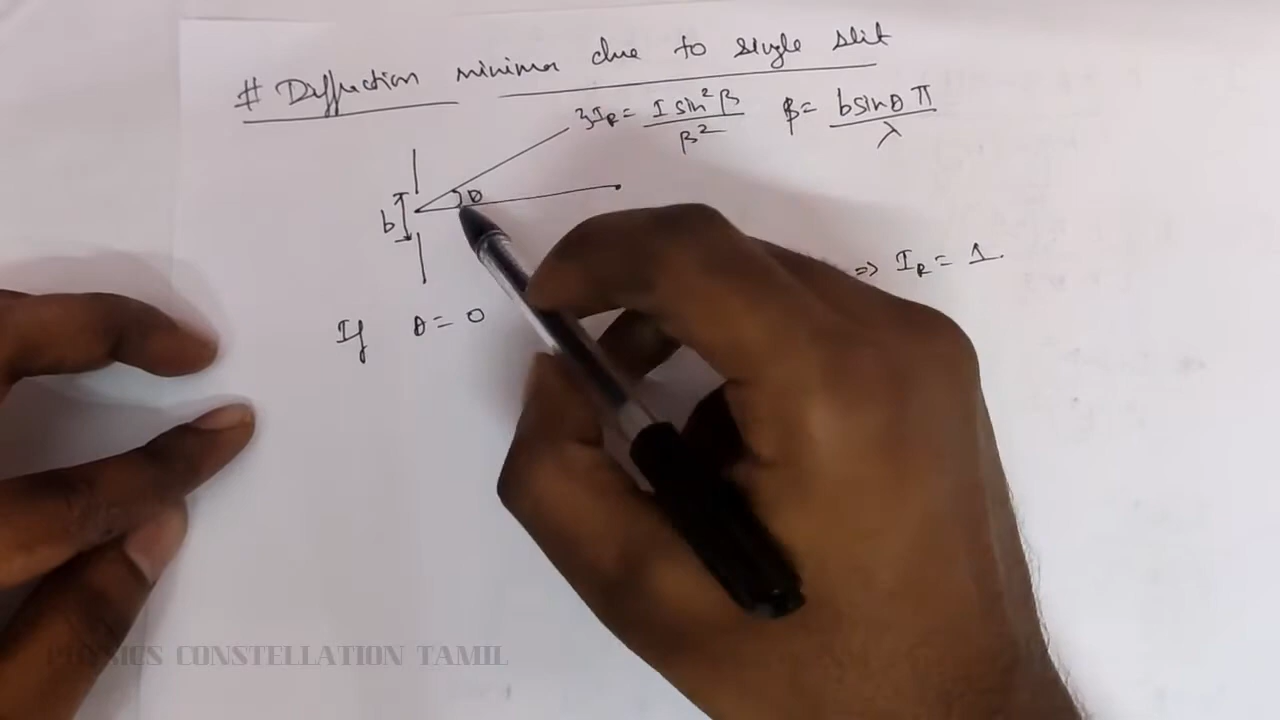 # Diffraction minima due to single slit
I_R = I sin²β / β² β = b sinθ π / λ
θ
b
⇒ I_R = 1
If θ = 0
PHYSICS CONSTELLATION TAMIL